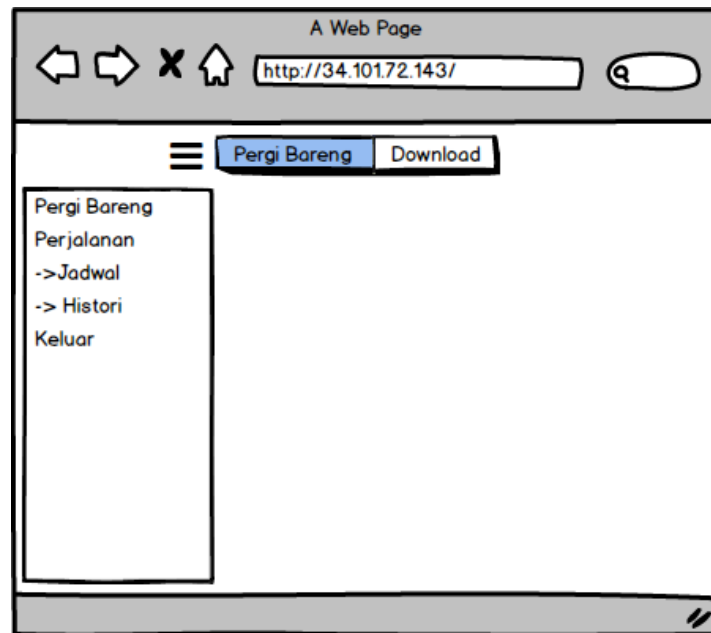 A Web Page
http://34.101.72.143/
Pergi Bareng Download
Pergi Bareng
Perjalanan
->Jadwal
-> Histori
Keluar